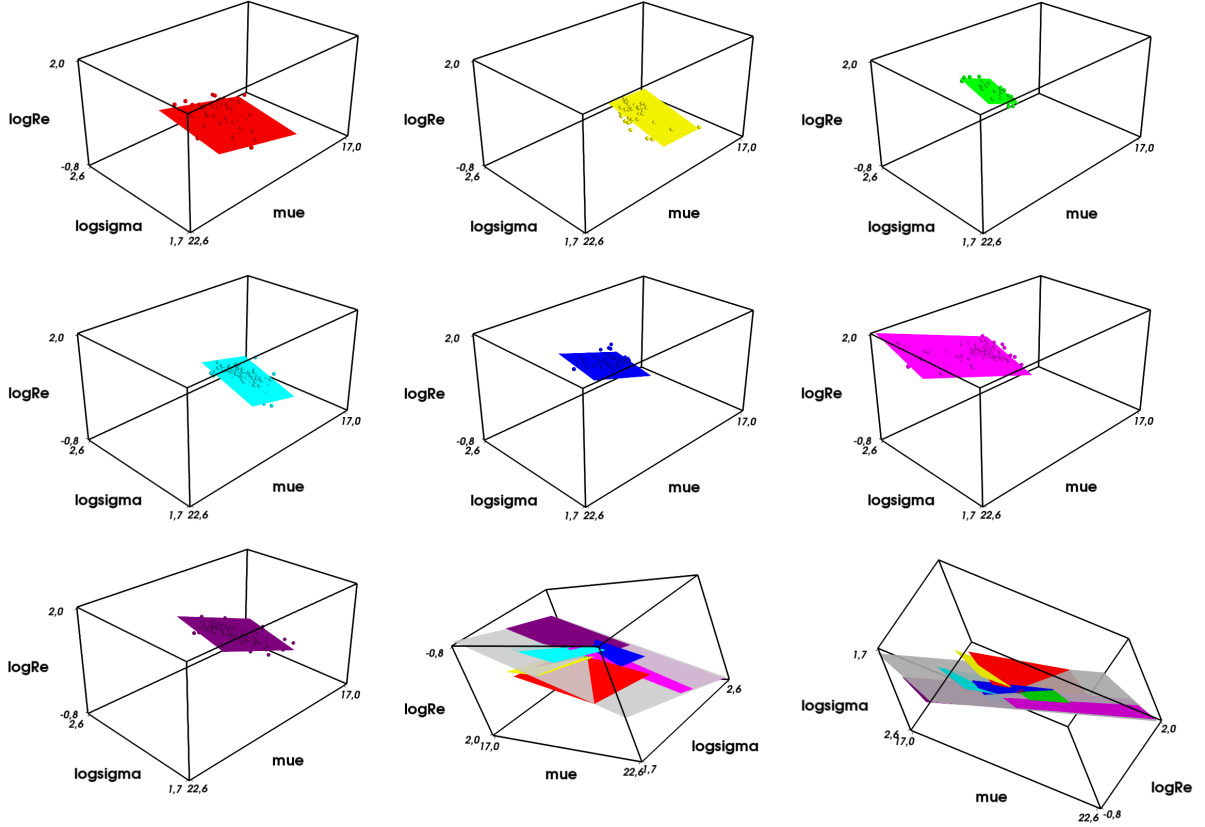 2,0
logRe
-0,8
2,6
logsigma
1,7 22,6
mue
17,0
2,0
logRe
-0,8
2,6
logsigma
1,7 22,6
mue
17,0
2,0
logRe
-0,8
2,6
logsigma
1,7 22,6
mue
17,0
2,0
logRe
-0,8
2,6
logsigma
1,7 22,6
mue
17,0
2,0
logRe
-0,8
2,6
logsigma
1,7 22,6
mue
17,0
2,0
logRe
-0,8
2,6
logsigma
1,7 22,6
mue
17,0
2,0
logRe
-0,8
2,6
logsigma
1,7 22,6
mue
17,0
-0,8
2,6
logRe
2,0 17,0
logsigma
mue
22,6 1,7
1,7
logsigma
2,0
2,6 17,0
logRe
mue
22,6 -0,8